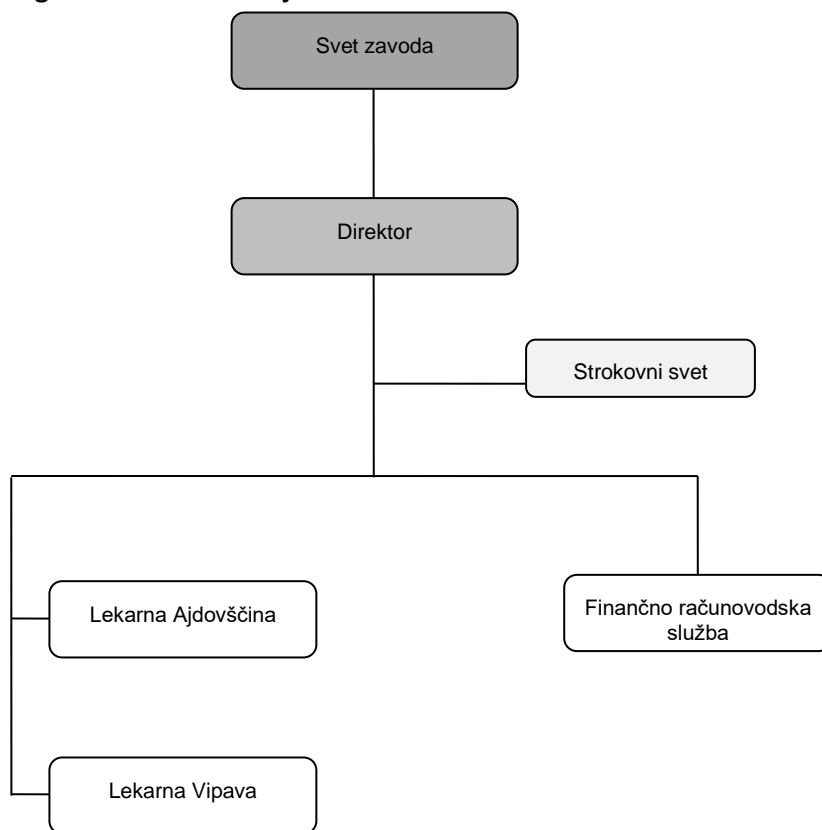 Svet zavoda
Direktor
Strokovni svet
Lekarna Ajdovščina
Finančno računovodska
služba
Lekarna Vipava